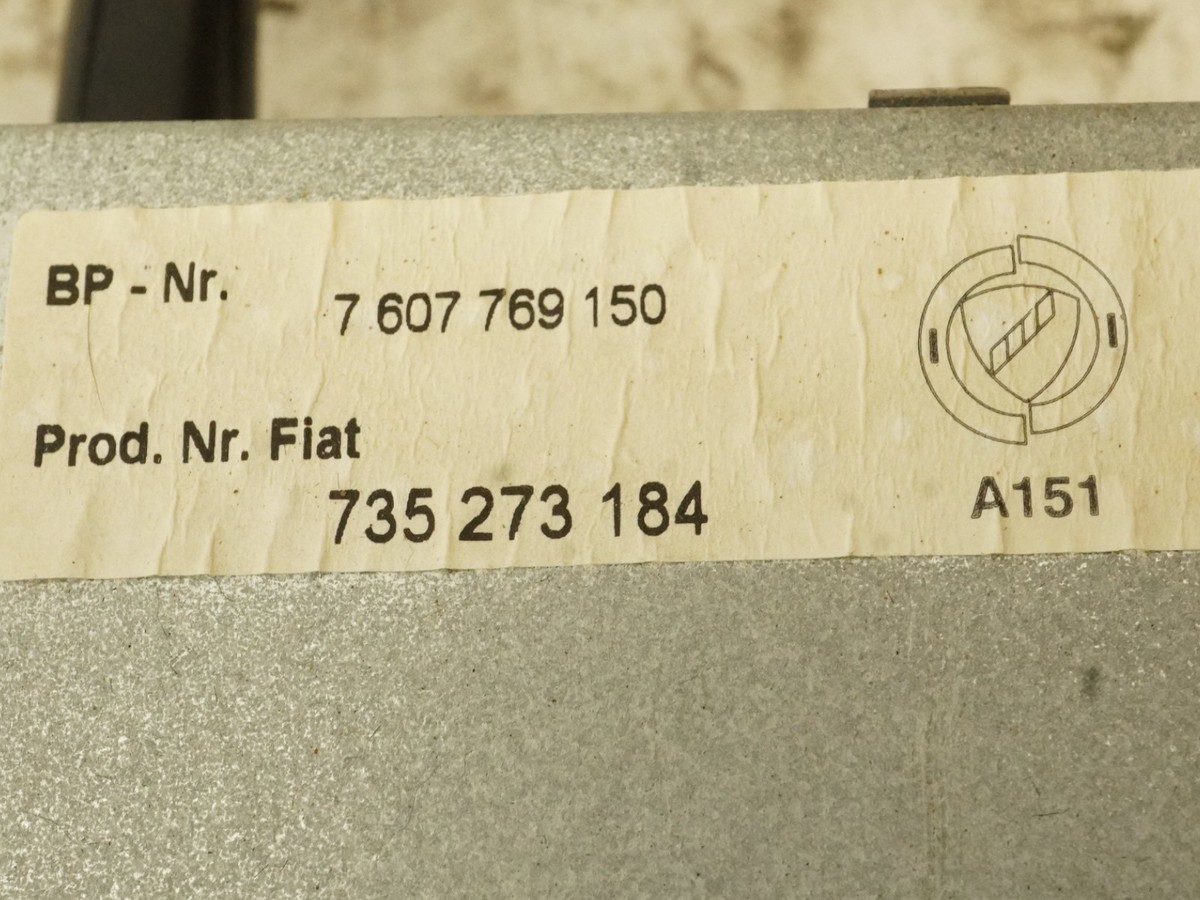 BP - Nr. 7 607 769 150
Prod. Nr. Fiat
735 273 184
A151